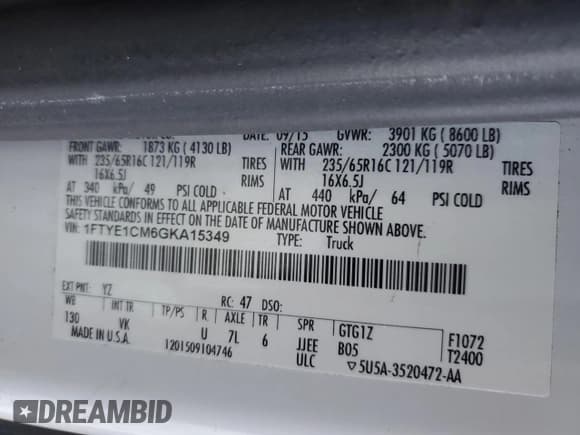 DATE 09/15 GVWR: 3901 KG ( 8600 LB)
FRONT GAWR: 1873 KG ( 4130 LB) REAR GAWR: 2300 KG ( 5070 LB)
WITH 235/65R16C 121/119R TIRES WITH 235/65R16C 121/119R TIRES
16X6.5J RIMS 16X6.5J RIMS
AT 340 kPa/ 49 PSI COLD AT 440 kPa/ 64 PSI COLD
THIS VEHICLE CONFORMS TO ALL APPLICABLE FEDERAL MOTOR VEHICLE
SAFETY STANDARDS IN EFFECT ON THE DATE OF MANUFACTURE SHOWN ABOVE.
VIN: 1FTYE1CM6GKA15349 TYPE: Truck
EXT PNT: YZ RC: 47 DSO:
WB INT TR TP/PS R AXLE TR SPR GTG1Z F1072
130 VK U 7L 6 JJEE B05 T2400
MADE IN U.S.A. 1201509104746 ULC ▽5U5A-3520472-AA
DREAMBID